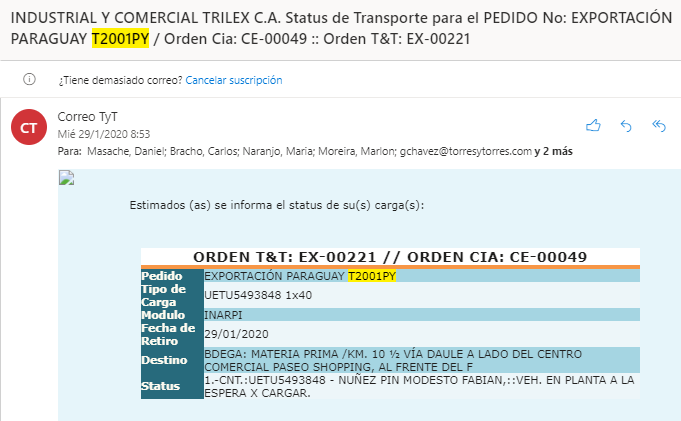 INDUSTRIAL Y COMERCIAL TRILEX C.A. Status de Transporte para el PEDIDO No: EXPORTACIÓN
PARAGUAY T2001PY / Orden Cia: CE-00049 :: Orden T&T: EX-00221
¿Tiene demasiado correo? Cancelar suscripción
CT
Correo TyT
Mié 29/1/2020 8:53
Para: Masache, Daniel; Bracho, Carlos; Naranjo, Maria; Moreira, Marlon; gchavez@torresytorres.com y 2 más
Estimados (as) se informa el status de su(s) carga(s):
ORDEN T&T: EX-00221 // ORDEN CIA: CE-00049
Pedido EXPORTACIÓN PARAGUAY T2001PY
Tipo de
Carga UETU5493848 1x40
Modulo INARPI
Fecha de
Retiro 29/01/2020
Destino BDEGA: MATERIA PRIMA /KM. 10 ½ VÍA DAULE A LADO DEL CENTRO
COMERCIAL PASEO SHOPPING, AL FRENTE DEL F
Status 1.-CNT.:UETU5493848 - NUÑEZ PIN MODESTO FABIAN,::VEH. EN PLANTA A LA
ESPERA X CARGAR.